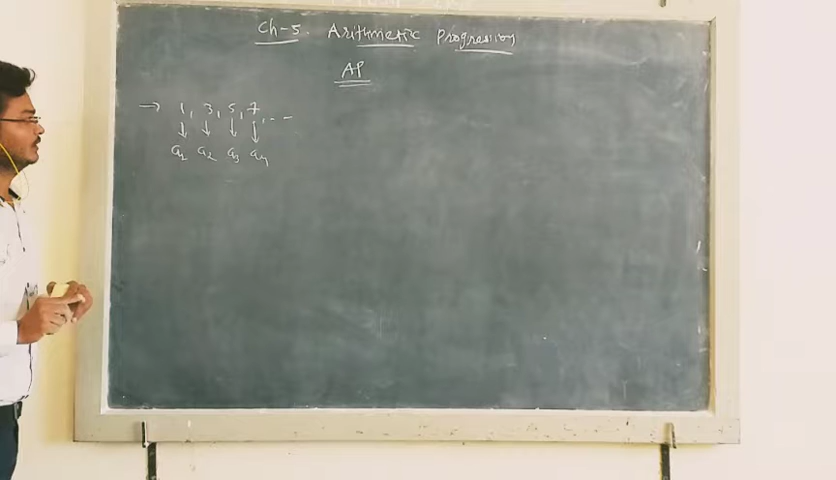 Ch-5. Arithmetic Progression
AP
→ 1, 3, 5, 7, ...
↓ ↓ ↓ ↓
a1 a2 a3 a4